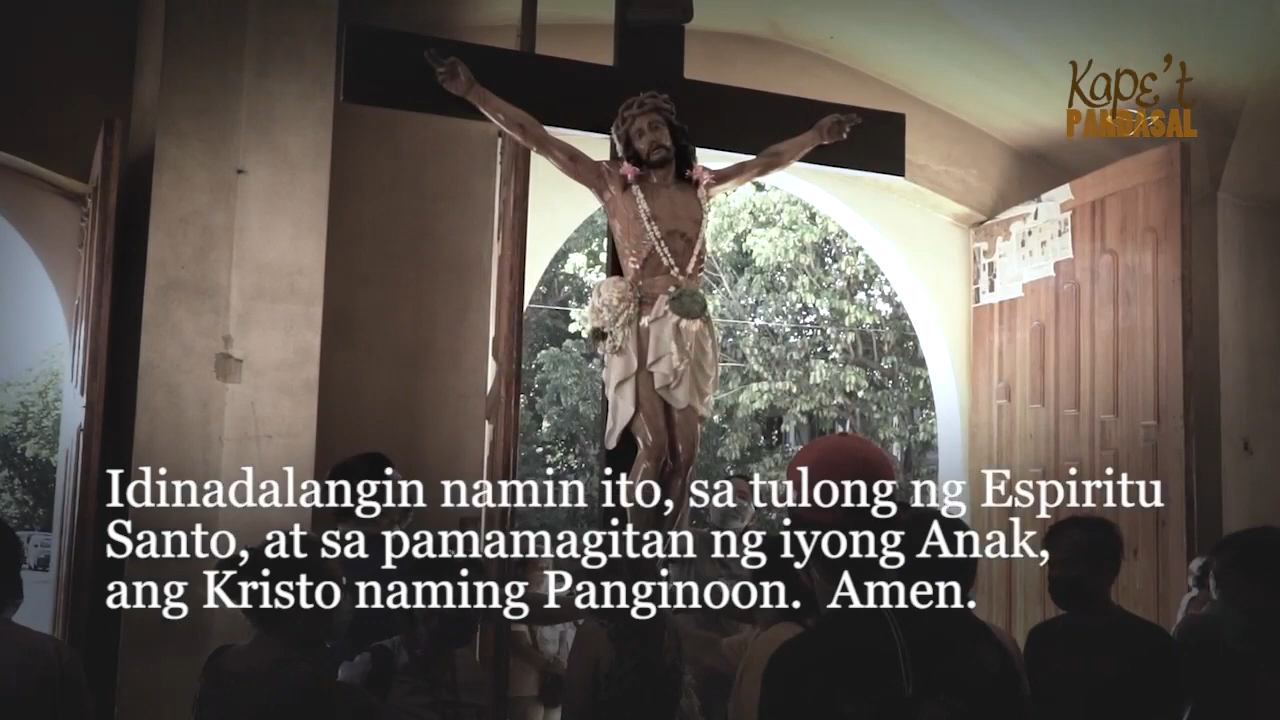 Kape't
PANDASAL
Idinadalangin namin ito, sa tulong ng Espiritu
Santo, at sa pamamagitan ng iyong Anak,
ang Kristo naming Panginoon.  Amen.